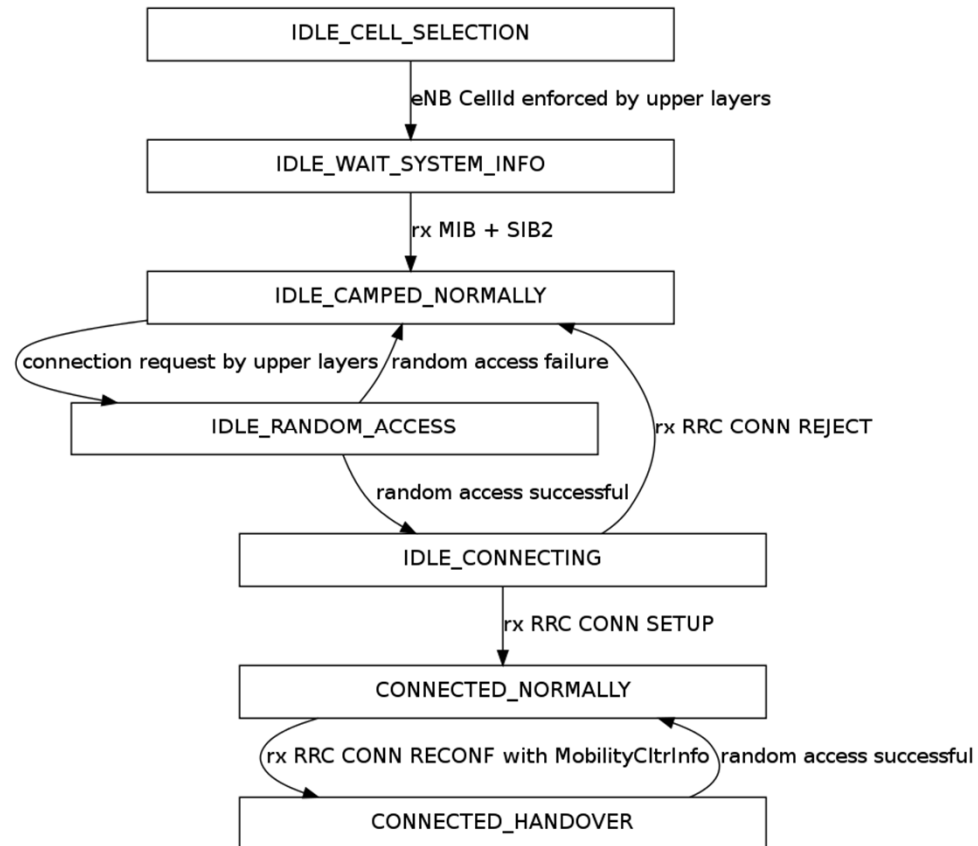 IDLE_CELL_SELECTION
eNB CellId enforced by upper layers
IDLE_WAIT_SYSTEM_INFO
rx MIB + SIB2
IDLE_CAMPED_NORMALLY
connection request by upper layers
random access failure
IDLE_RANDOM_ACCESS
rx RRC CONN REJECT
random access successful
IDLE_CONNECTING
rx RRC CONN SETUP
CONNECTED_NORMALLY
rx RRC CONN RECONF with MobilityCltrInfo
random access successful
CONNECTED_HANDOVER